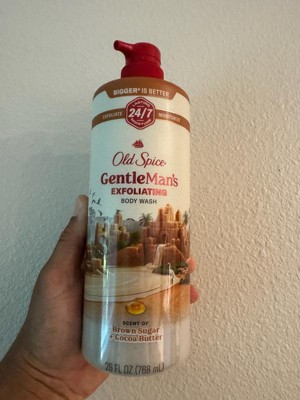 BIGGER* IS BETTER
EXFOLIATE
24/7
MOISTURIZE
Old Spice
GentleMan's
EXFOLIATING
BODY WASH
SCENT OF
Brown Sugar
+ Cocoa Butter
26 FL OZ (768 mL)